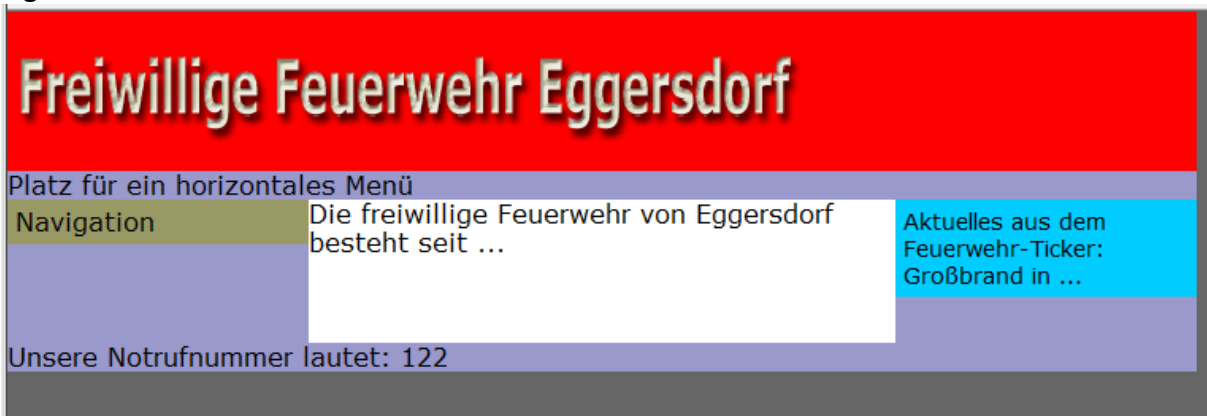 Freiwillige Feuerwehr Eggersdorf
Platz für ein horizontales Menü
Navigation
Die freiwillige Feuerwehr von Eggersdorf
besteht seit ...
Aktuelles aus dem
Feuerwehr-Ticker:
Großbrand in ...
Unsere Notrufnummer lautet: 122